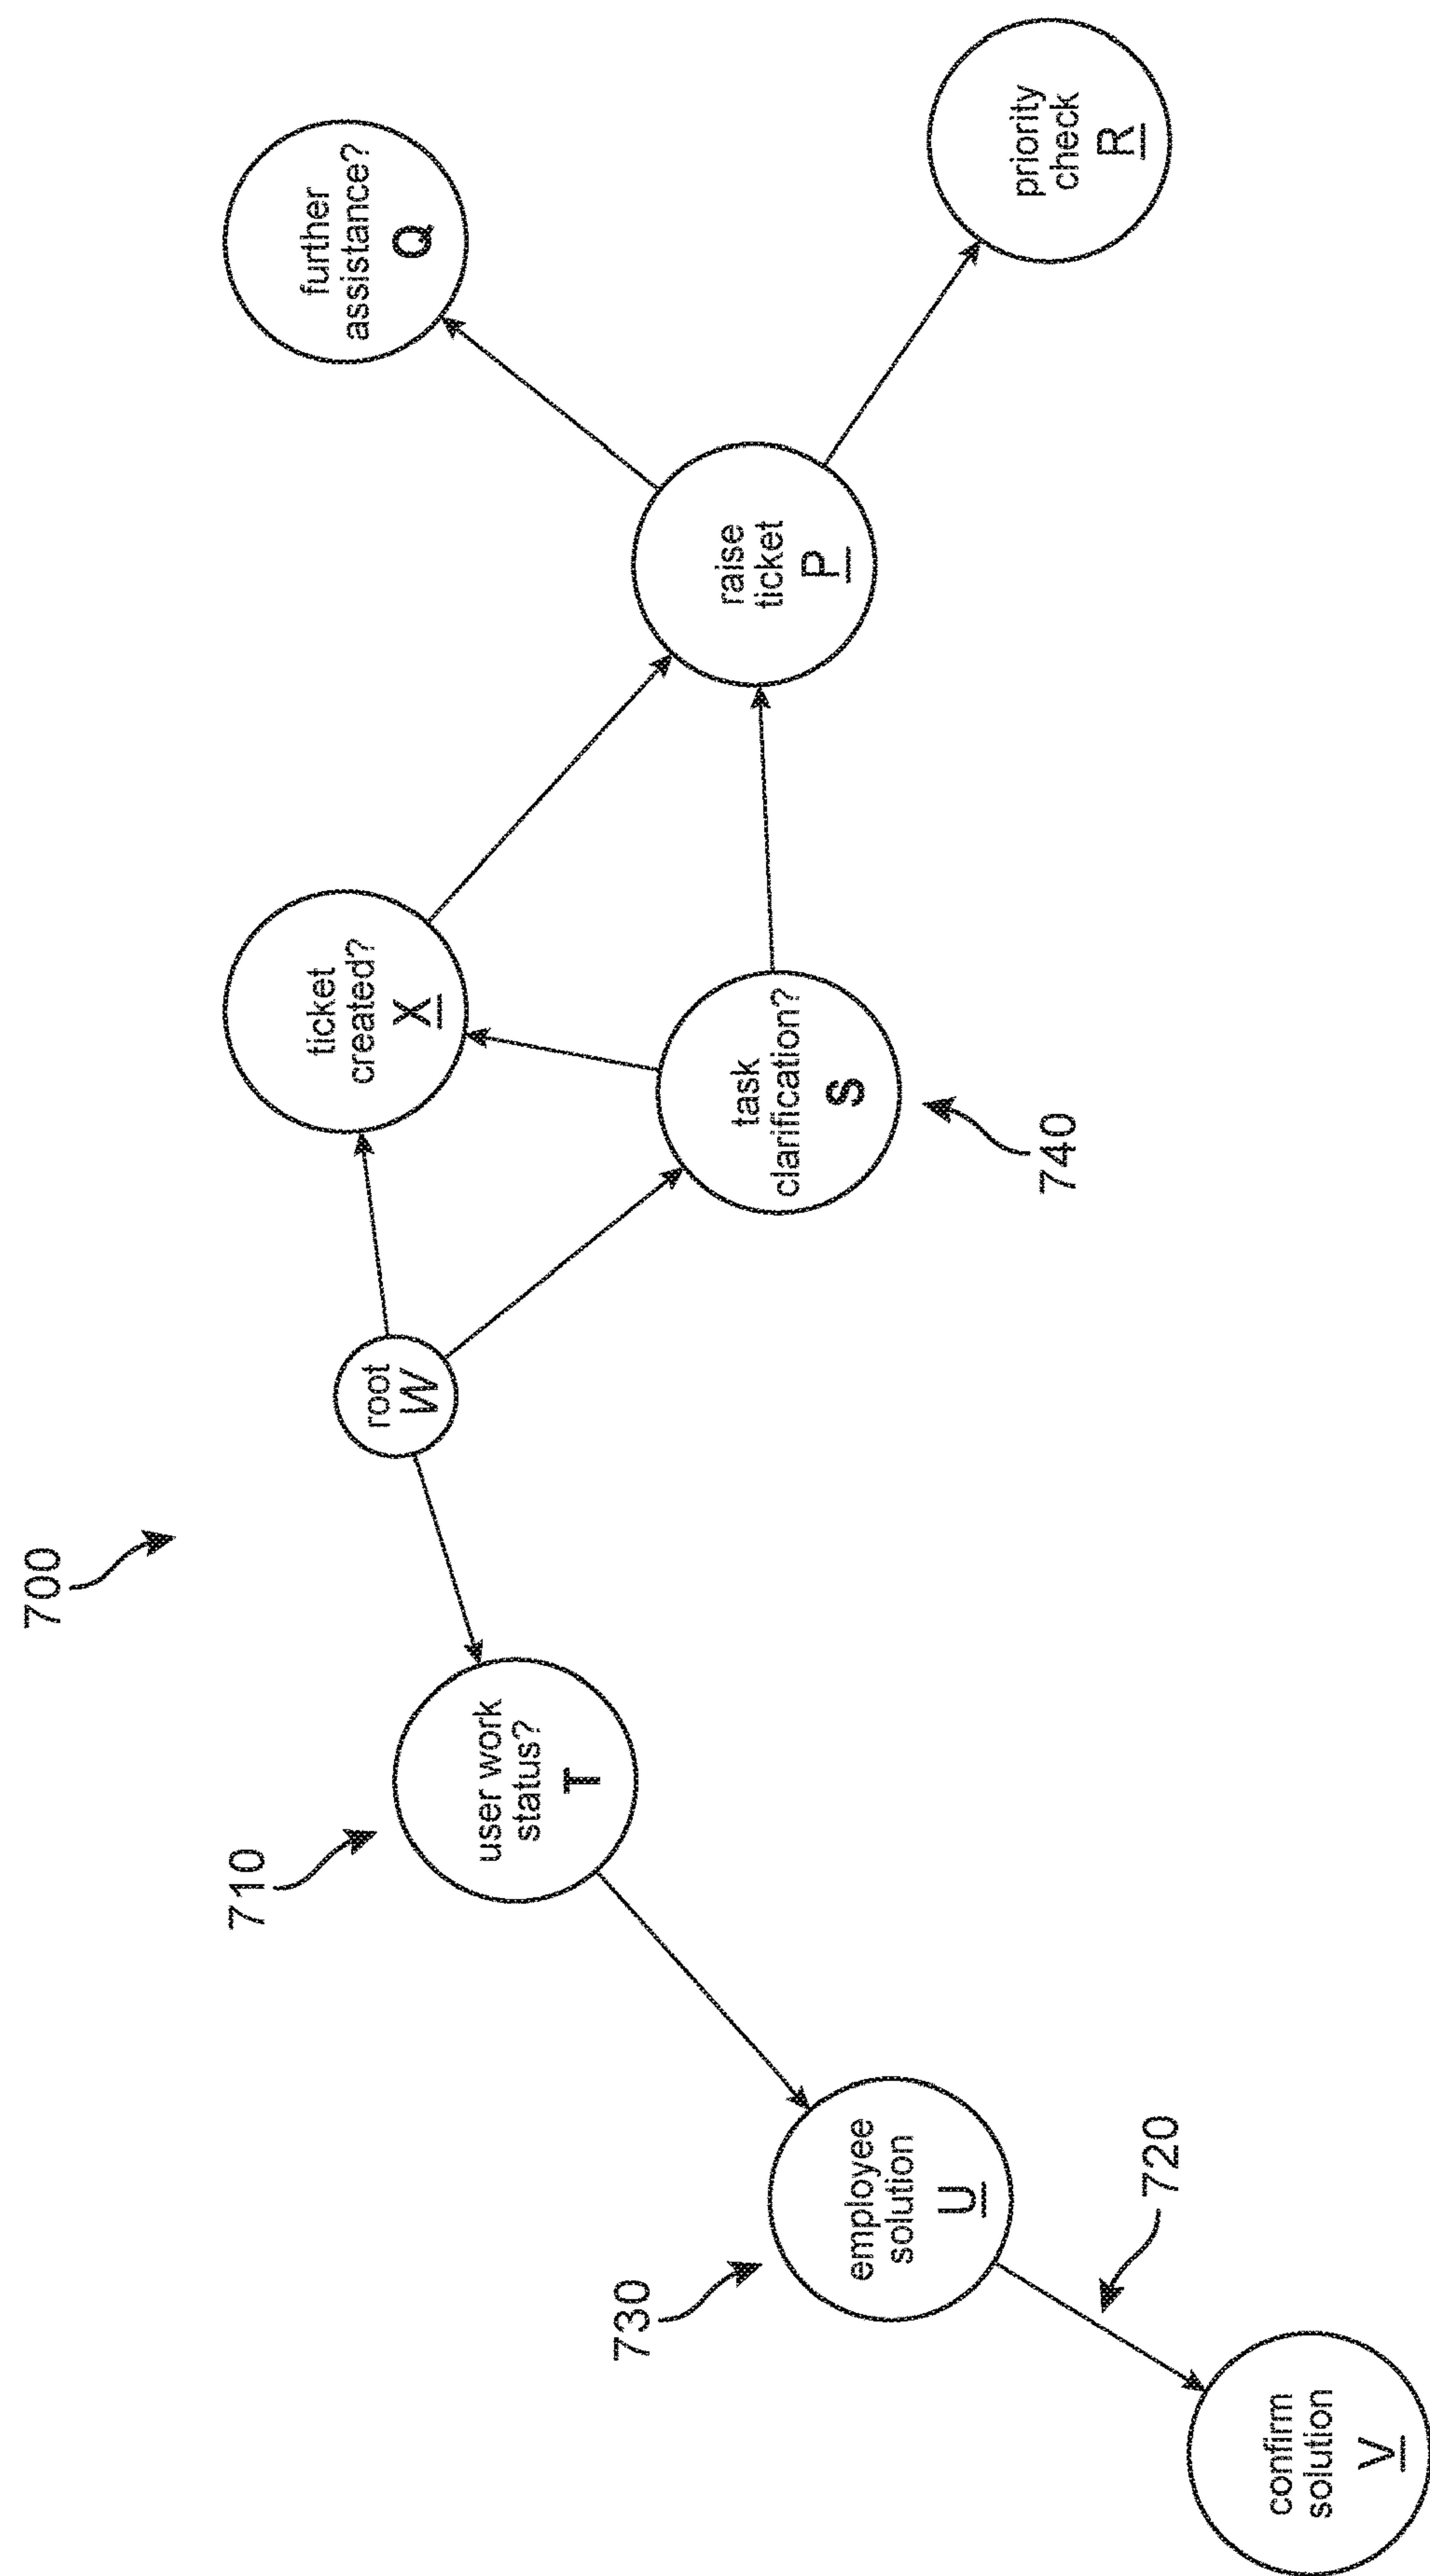 700
710
730
720
740
confirm
solution
V
employee
solution
U
user work
status?
T
root
W
ticket
created?
X
task
clarification?
S
raise
ticket
P
further
assistance?
Q
priority
check
R